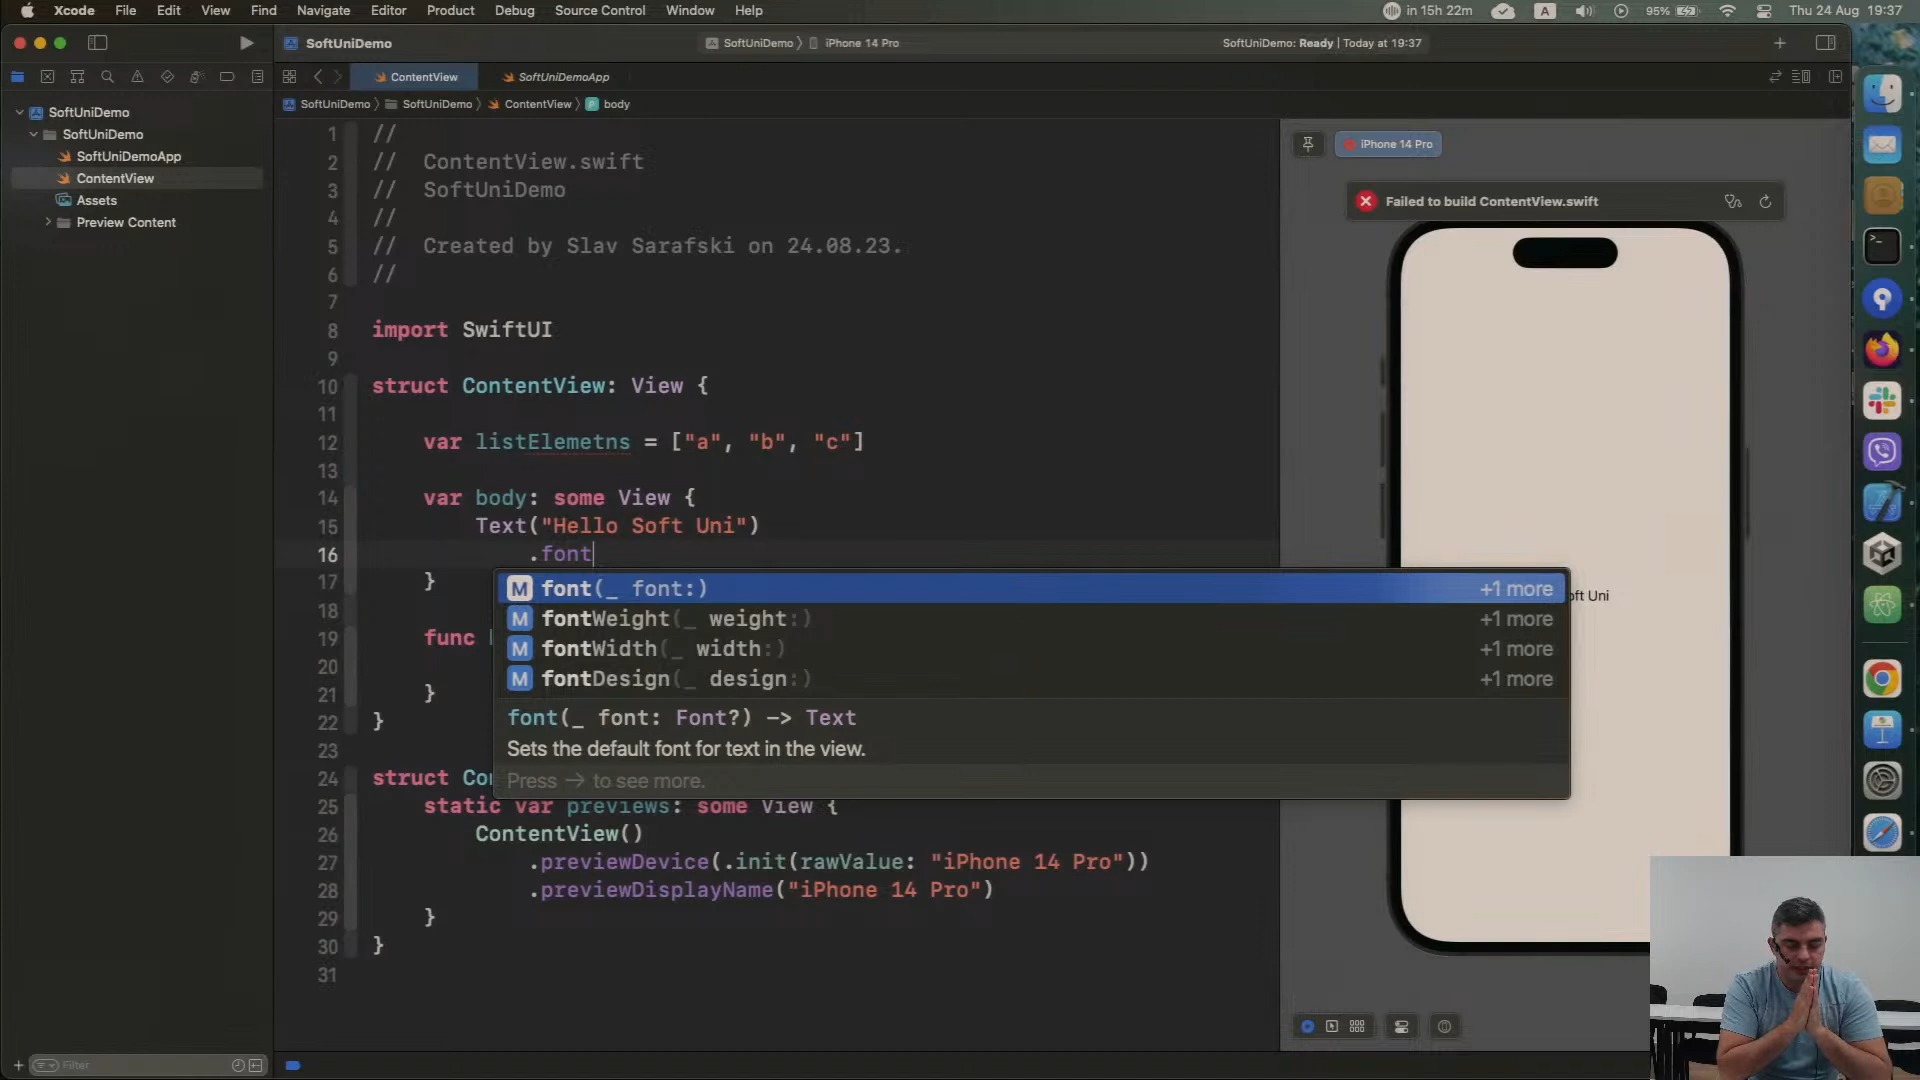 Xcode File Edit View Find Navigate Editor Product Debug Source Control Window Help
in 15h 22m A 95% Thu 24 Aug 19:37
SoftUniDemo
SoftUniDemo 〉 iPhone 14 Pro
SoftUniDemo: Ready | Today at 19:37
ContentView
SoftUniDemoApp
SoftUniDemo 〉 SoftUniDemo 〉 ContentView 〉 P body
SoftUniDemo
SoftUniDemo
SoftUniDemoApp
ContentView
Assets
Preview Content
Filter
1 //
2 // ContentView.swift
3 // SoftUniDemo
4 //
5 // Created by Slav Sarafski on 24.08.23.
6 //
7
8 import SwiftUI
9
10 struct ContentView: View {
11
12 var listElemetns = ["a", "b", "c"]
13
14 var body: some View {
15 Text("Hello Soft Uni")
16 .font
17 }
18
19 func
20
21 }
22 }
23
24 struct Co
25 static var previews: some View {
26 ContentView()
27 .previewDevice(.init(rawValue: "iPhone 14 Pro"))
28 .previewDisplayName("iPhone 14 Pro")
29 }
30 }
31
M font(_ font:) +1 more
M fontWeight(_ weight:) +1 more
M fontWidth(_ width:) +1 more
M fontDesign(_ design:) +1 more
font(_ font: Font?) -> Text
Sets the default font for text in the view.
Press → to see more.
iPhone 14 Pro
Failed to build ContentView.swift
oft Uni